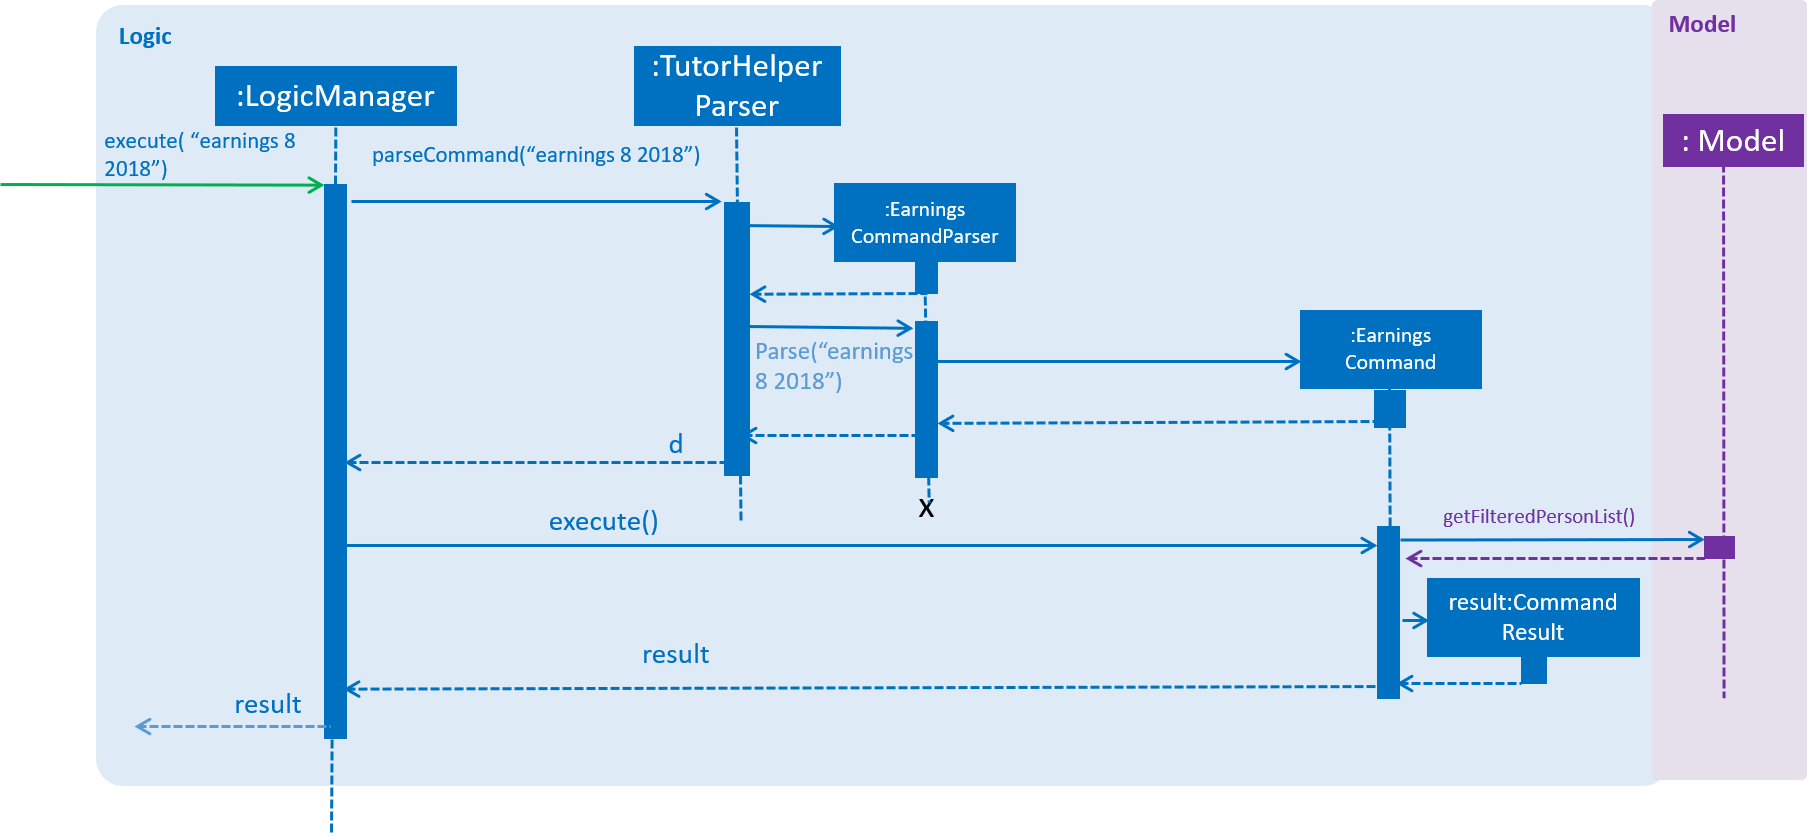 Logic
Model
:TutorHelper
Parser
:LogicManager
execute( “earnings 8
2018”)
parseCommand(“earnings 8 2018”)
: Model
:Earnings
CommandParser
:Earnings
Command
Parse(“earnings
8 2018”)
d
X
execute()
getFilteredPersonList()
result:Command
Result
result
result